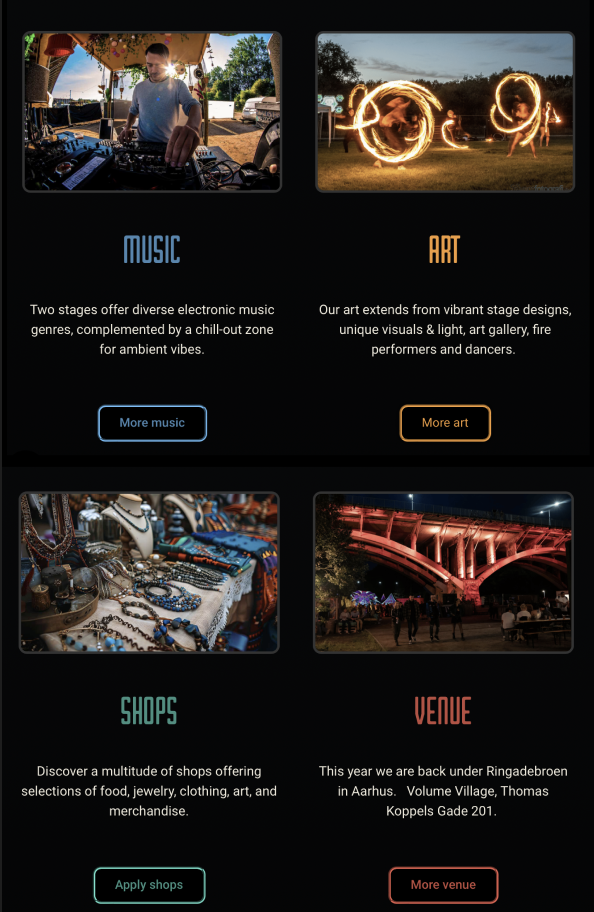 MUSIC
Two stages offer diverse electronic music
genres, complemented by a chill-out zone
for ambient vibes.
More music
ART
Our art extends from vibrant stage designs,
unique visuals & light, art gallery, fire
performers and dancers.
More art
SHOPS
Discover a multitude of shops offering
selections of food, jewelry, clothing, art, and
merchandise.
Apply shops
VENUE
This year we are back under Ringadebroen
in Aarhus.   Volume Village, Thomas
Koppels Gade 201.
More venue